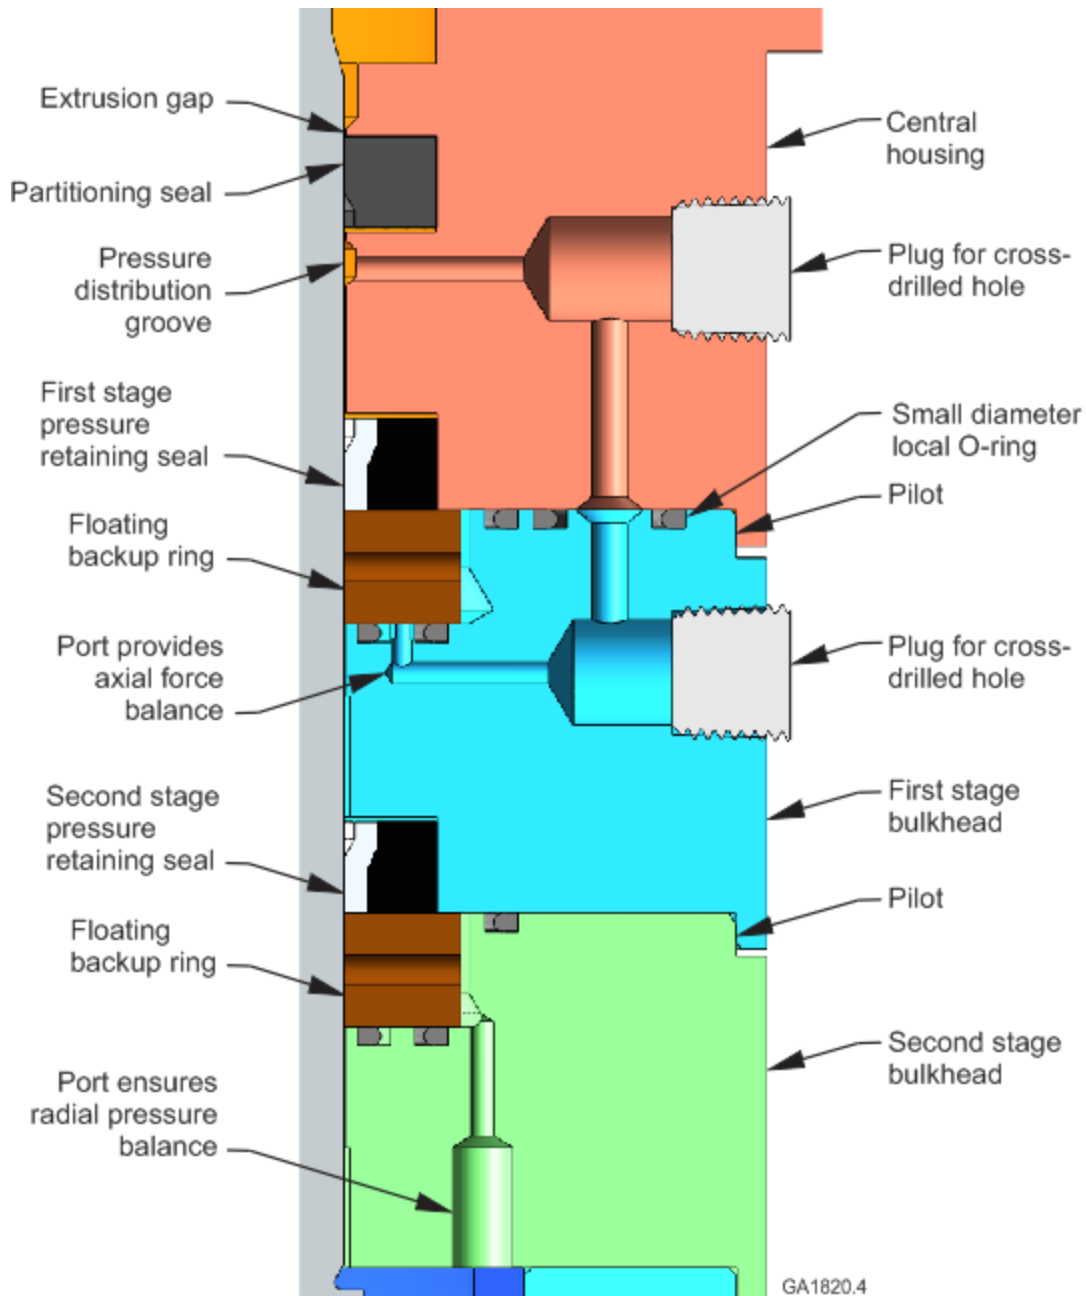 Extrusion gap
Partitioning seal
Pressure
distribution
groove
First stage
pressure
retaining seal
Floating
backup ring
Port provides
axial force
balance
Second stage
pressure
retaining seal
Floating
backup ring
Port ensures
radial pressure
balance
Central
housing
Plug for cross-
drilled hole
Small diameter
local O-ring
Pilot
Plug for cross-
drilled hole
First stage
bulkhead
Pilot
Second stage
bulkhead
GA1820.4